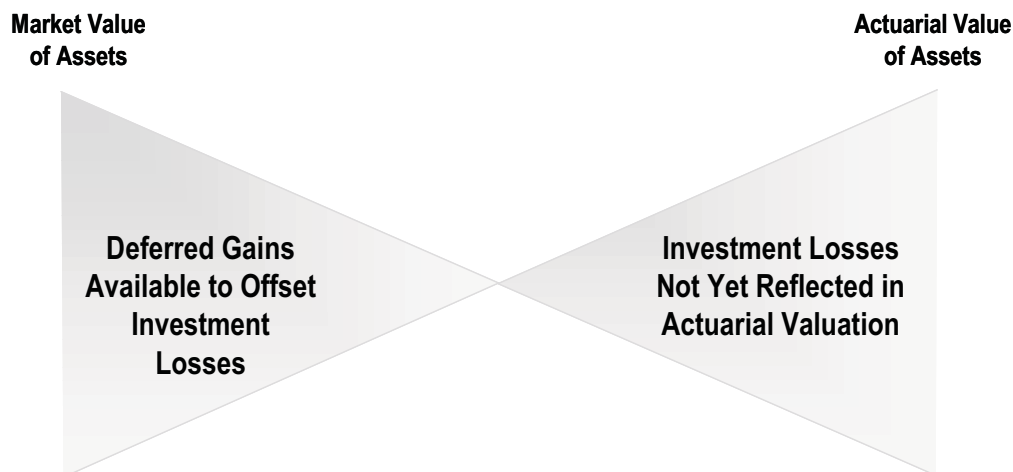 Market Value
of Assets
Actuarial Value
of Assets
Deferred Gains
Available to Offset
Investment
Losses
Investment Losses
Not Yet Reflected in
Actuarial Valuation